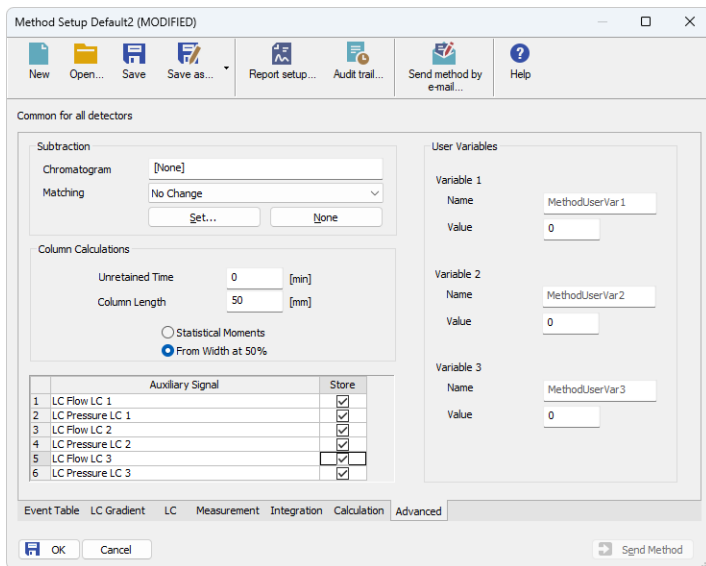 Method Setup Default2 (MODIFIED)
New Open... Save Save as... Report setup... Audit trail... Send method by e-mail... Help
Common for all detectors
Subtraction
Chromatogram [None]
Matching No Change
Set... None
Column Calculations
Unretained Time 0 [min]
Column Length 50 [mm]
Statistical Moments
From Width at 50%
Auxiliary Signal Store
1 LC Flow LC 1
2 LC Pressure LC 1
3 LC Flow LC 2
4 LC Pressure LC 2
5 LC Flow LC 3
6 LC Pressure LC 3
User Variables
Variable 1
Name MethodUserVar1
Value 0
Variable 2
Name MethodUserVar2
Value 0
Variable 3
Name MethodUserVar3
Value 0
Event Table LC Gradient LC Measurement Integration Calculation Advanced
OK Cancel Send Method